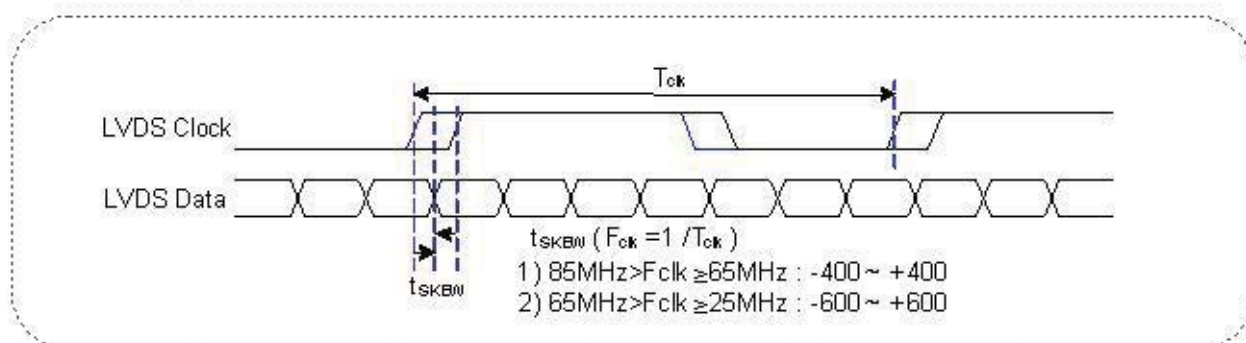 Tclk
LVDS Clock
LVDS Data
tSKEW ( Fclk =1 /Tclk )
1) 85MHz>Fclk ≥65MHz : -400~ +400
tSKEW
2) 65MHz>Fclk ≥25MHz : -600~ +600